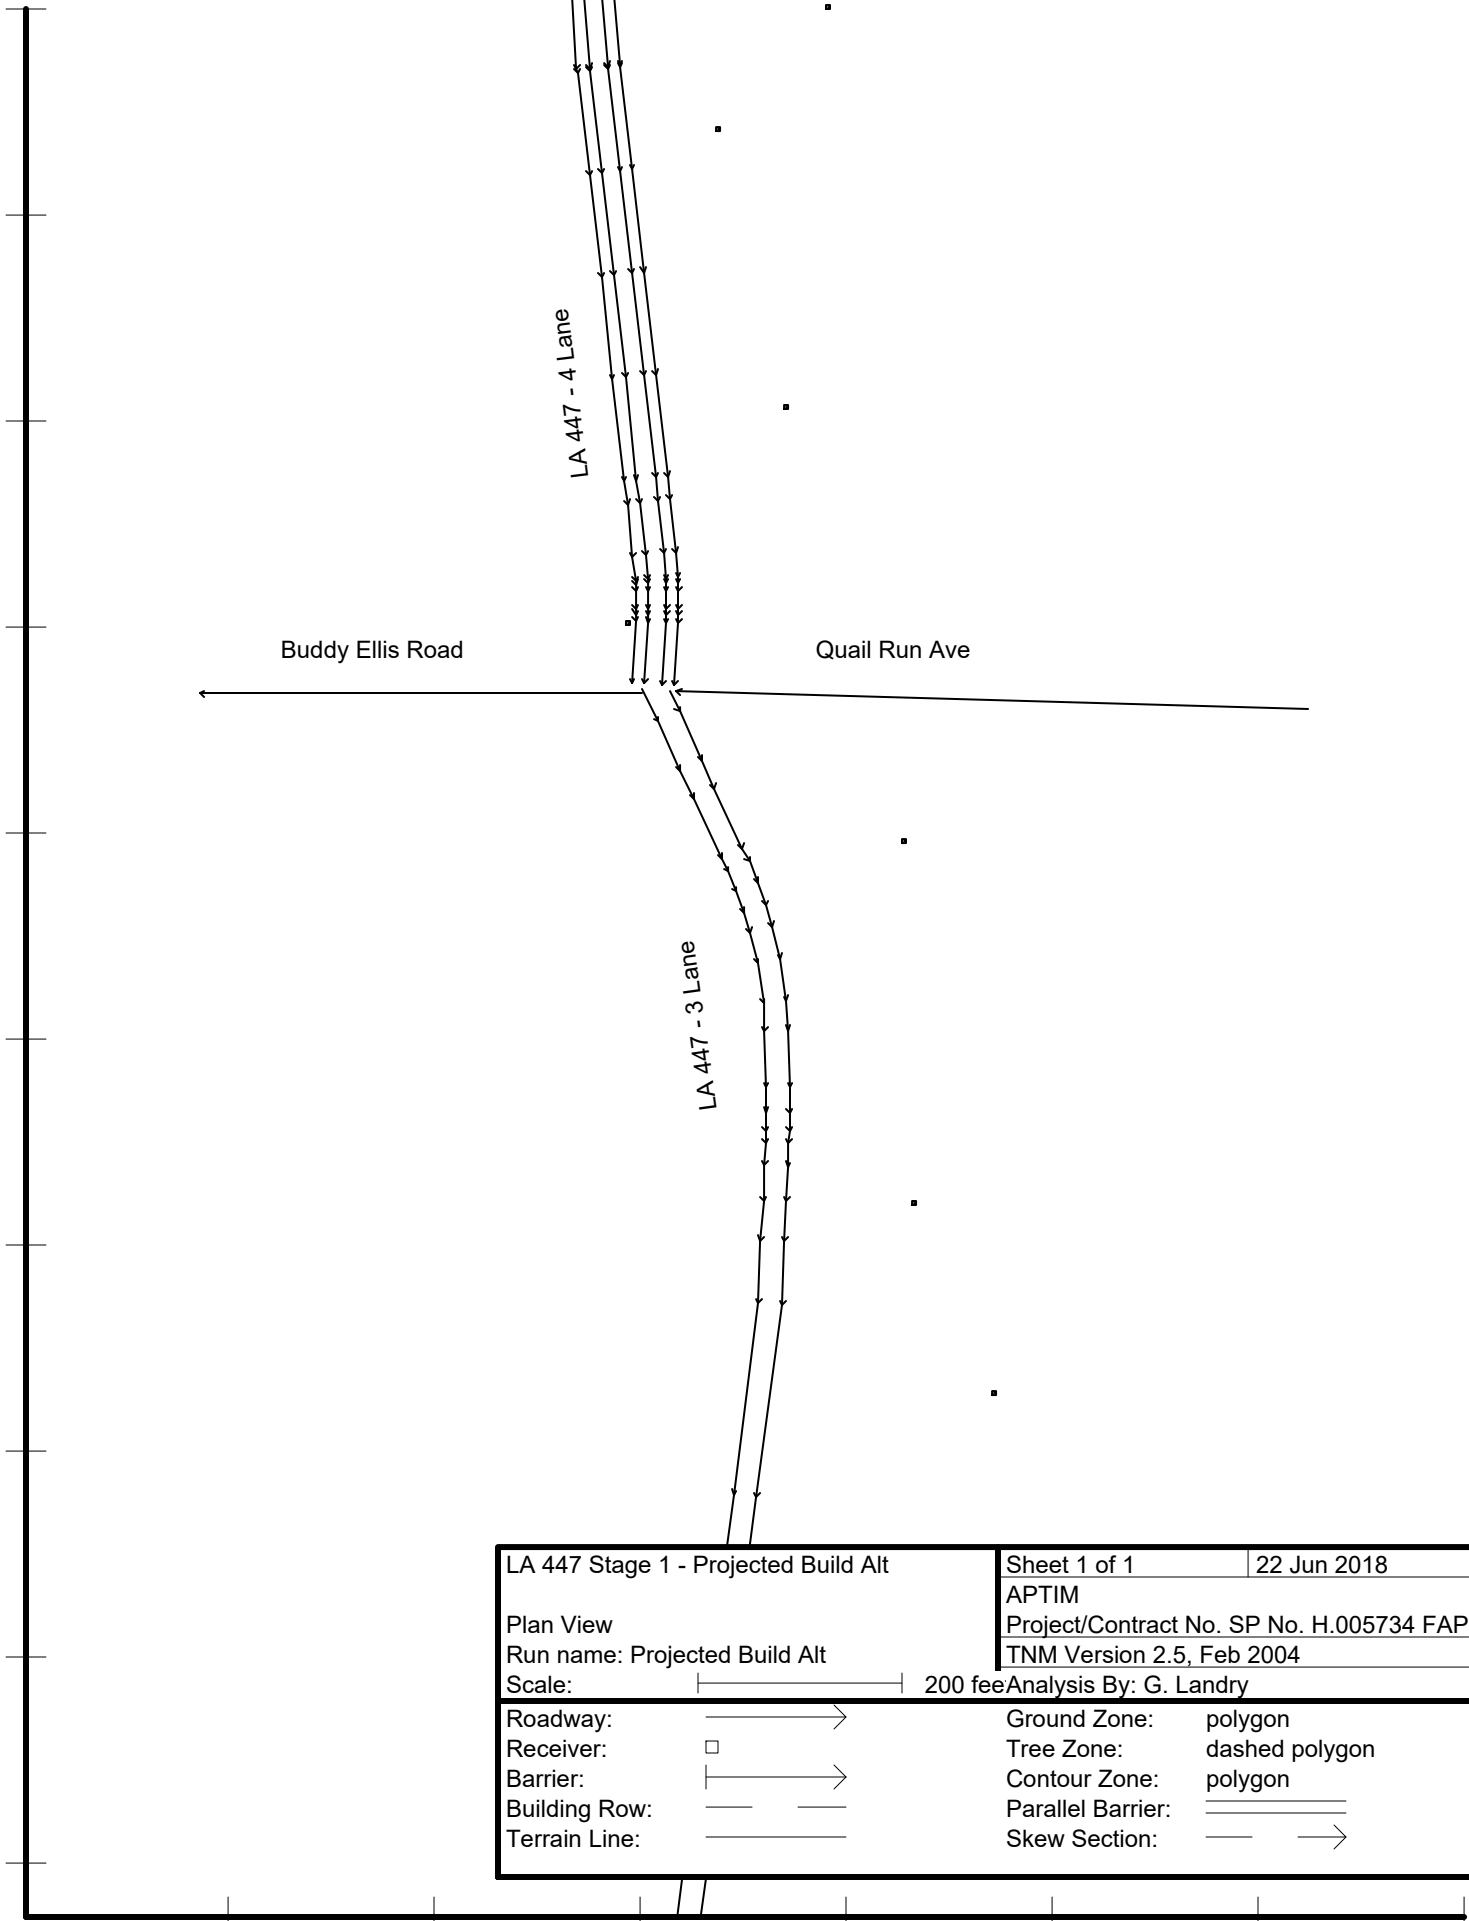 LA 447 - 4 Lane
Buddy Ellis Road
Quail Run Ave
LA 447 - 3 Lane
LA 447 Stage 1 - Projected Build Alt
Sheet 1 of 1
22 Jun 2018
APTIM
Plan View
Project/Contract No. SP No. H.005734 FAP
Run name: Projected Build Alt
TNM Version 2.5, Feb 2004
Scale:
200 fee
Analysis By: G. Landry
Roadway:
Ground Zone: polygon
Receiver:
Tree Zone: dashed polygon
Barrier:
Contour Zone: polygon
Building Row:
Parallel Barrier:
Terrain Line:
Skew Section: